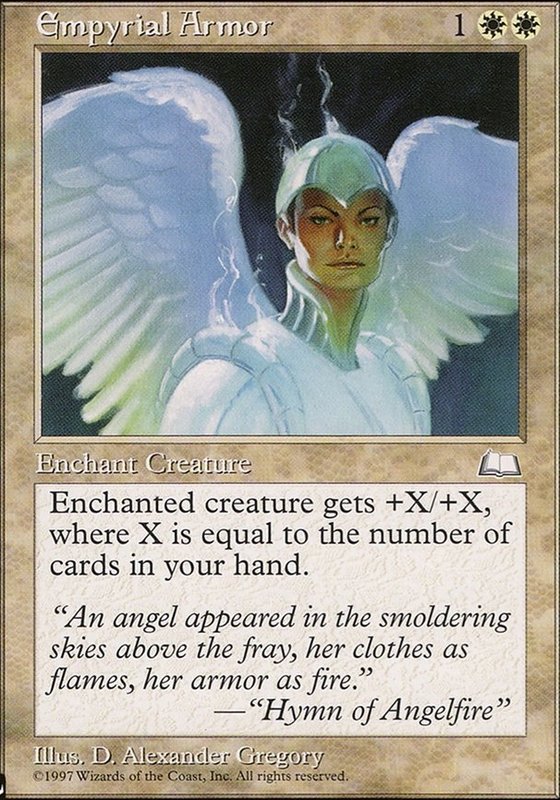 Empyrial Armor 1
Enchant Creature
Enchanted creature gets +X/+X,
where X is equal to the number of
cards in your hand.
“An angel appeared in the smoldering
skies above the fray, her clothes as
flames, her armor as fire.”
—“Hymn of Angelfire”
Illus. D. Alexander Gregory
©1997 Wizards of the Coast, Inc. All rights reserved.